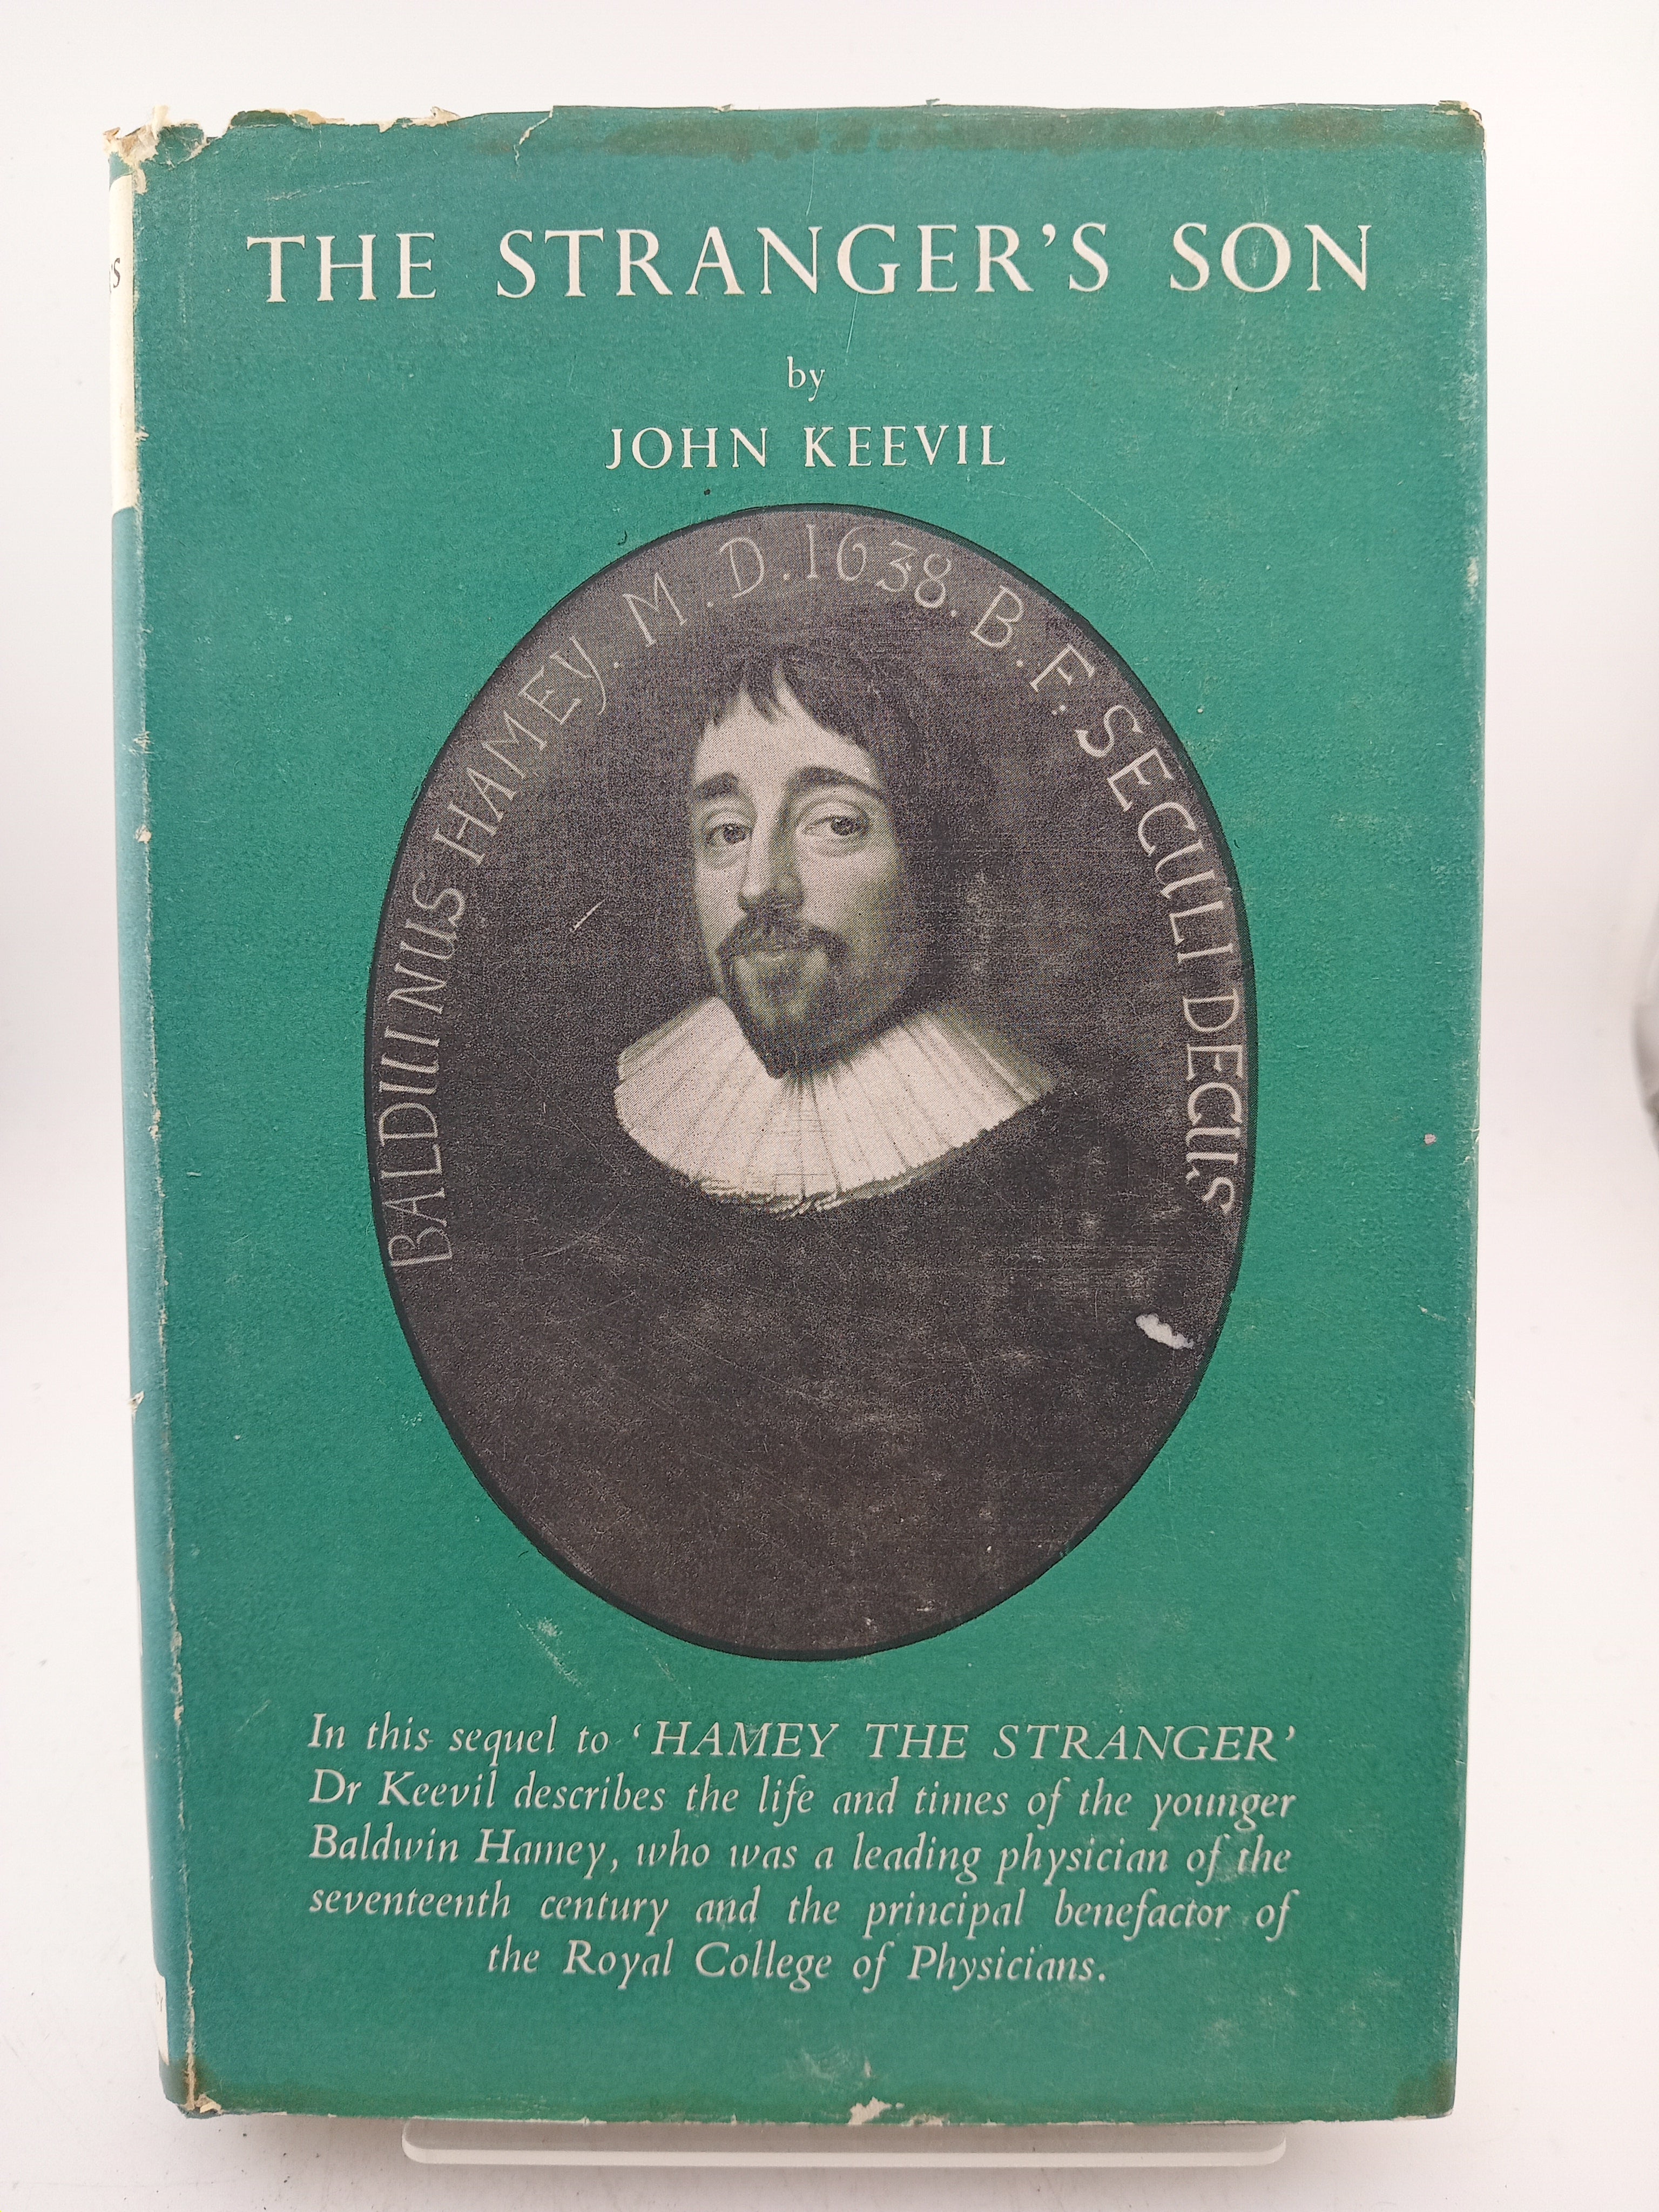 THE STRANGER'S SON
by
JOHN KEEVIL
BALDUINUS HAMEY. M.D. 1638. B. F. SECULI DECUS
In this sequel to 'HAMEY THE STRANGER'
Dr Keevil describes the life and times of the younger
Baldwin Hamey, who was a leading physician of the
seventeenth century and the principal benefactor of
the Royal College of Physicians.